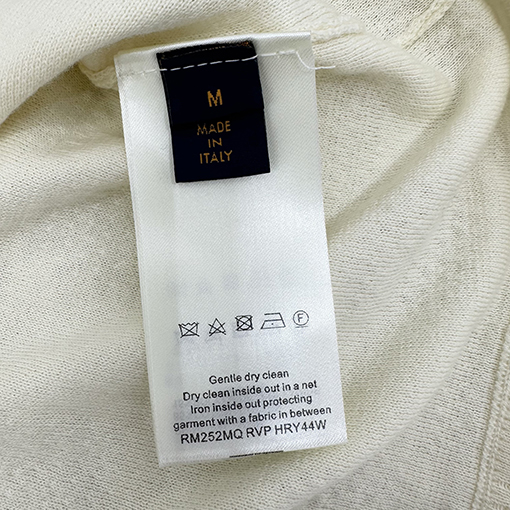 M
MADE
IN
ITALY
F
Gentle dry clean
Dry clean inside out in a net
Iron inside out protecting
garment with a fabric in between
RM252MQ RVP HRY44W